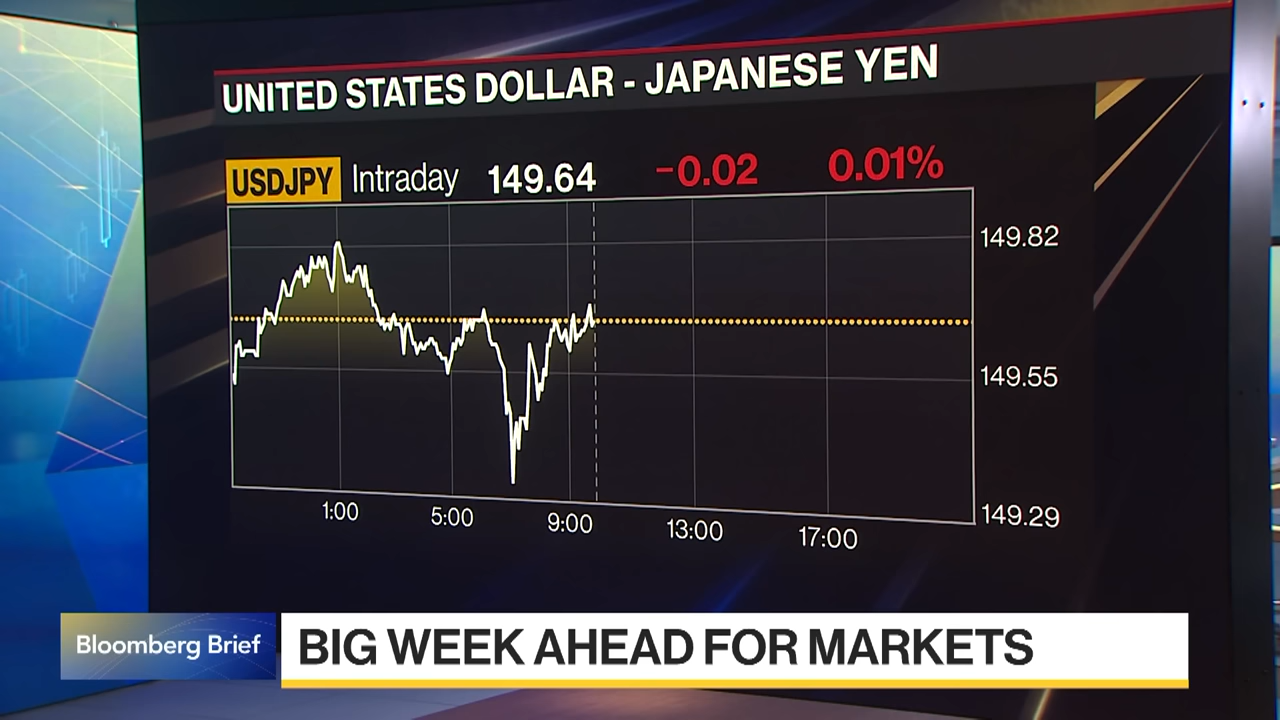 UNITED STATES DOLLAR - JAPANESE YEN
USDJPY Intraday 149.64 -0.02 0.01%
149.82
149.55
149.29
1:00 5:00 9:00 13:00 17:00
Bloomberg Brief
BIG WEEK AHEAD FOR MARKETS